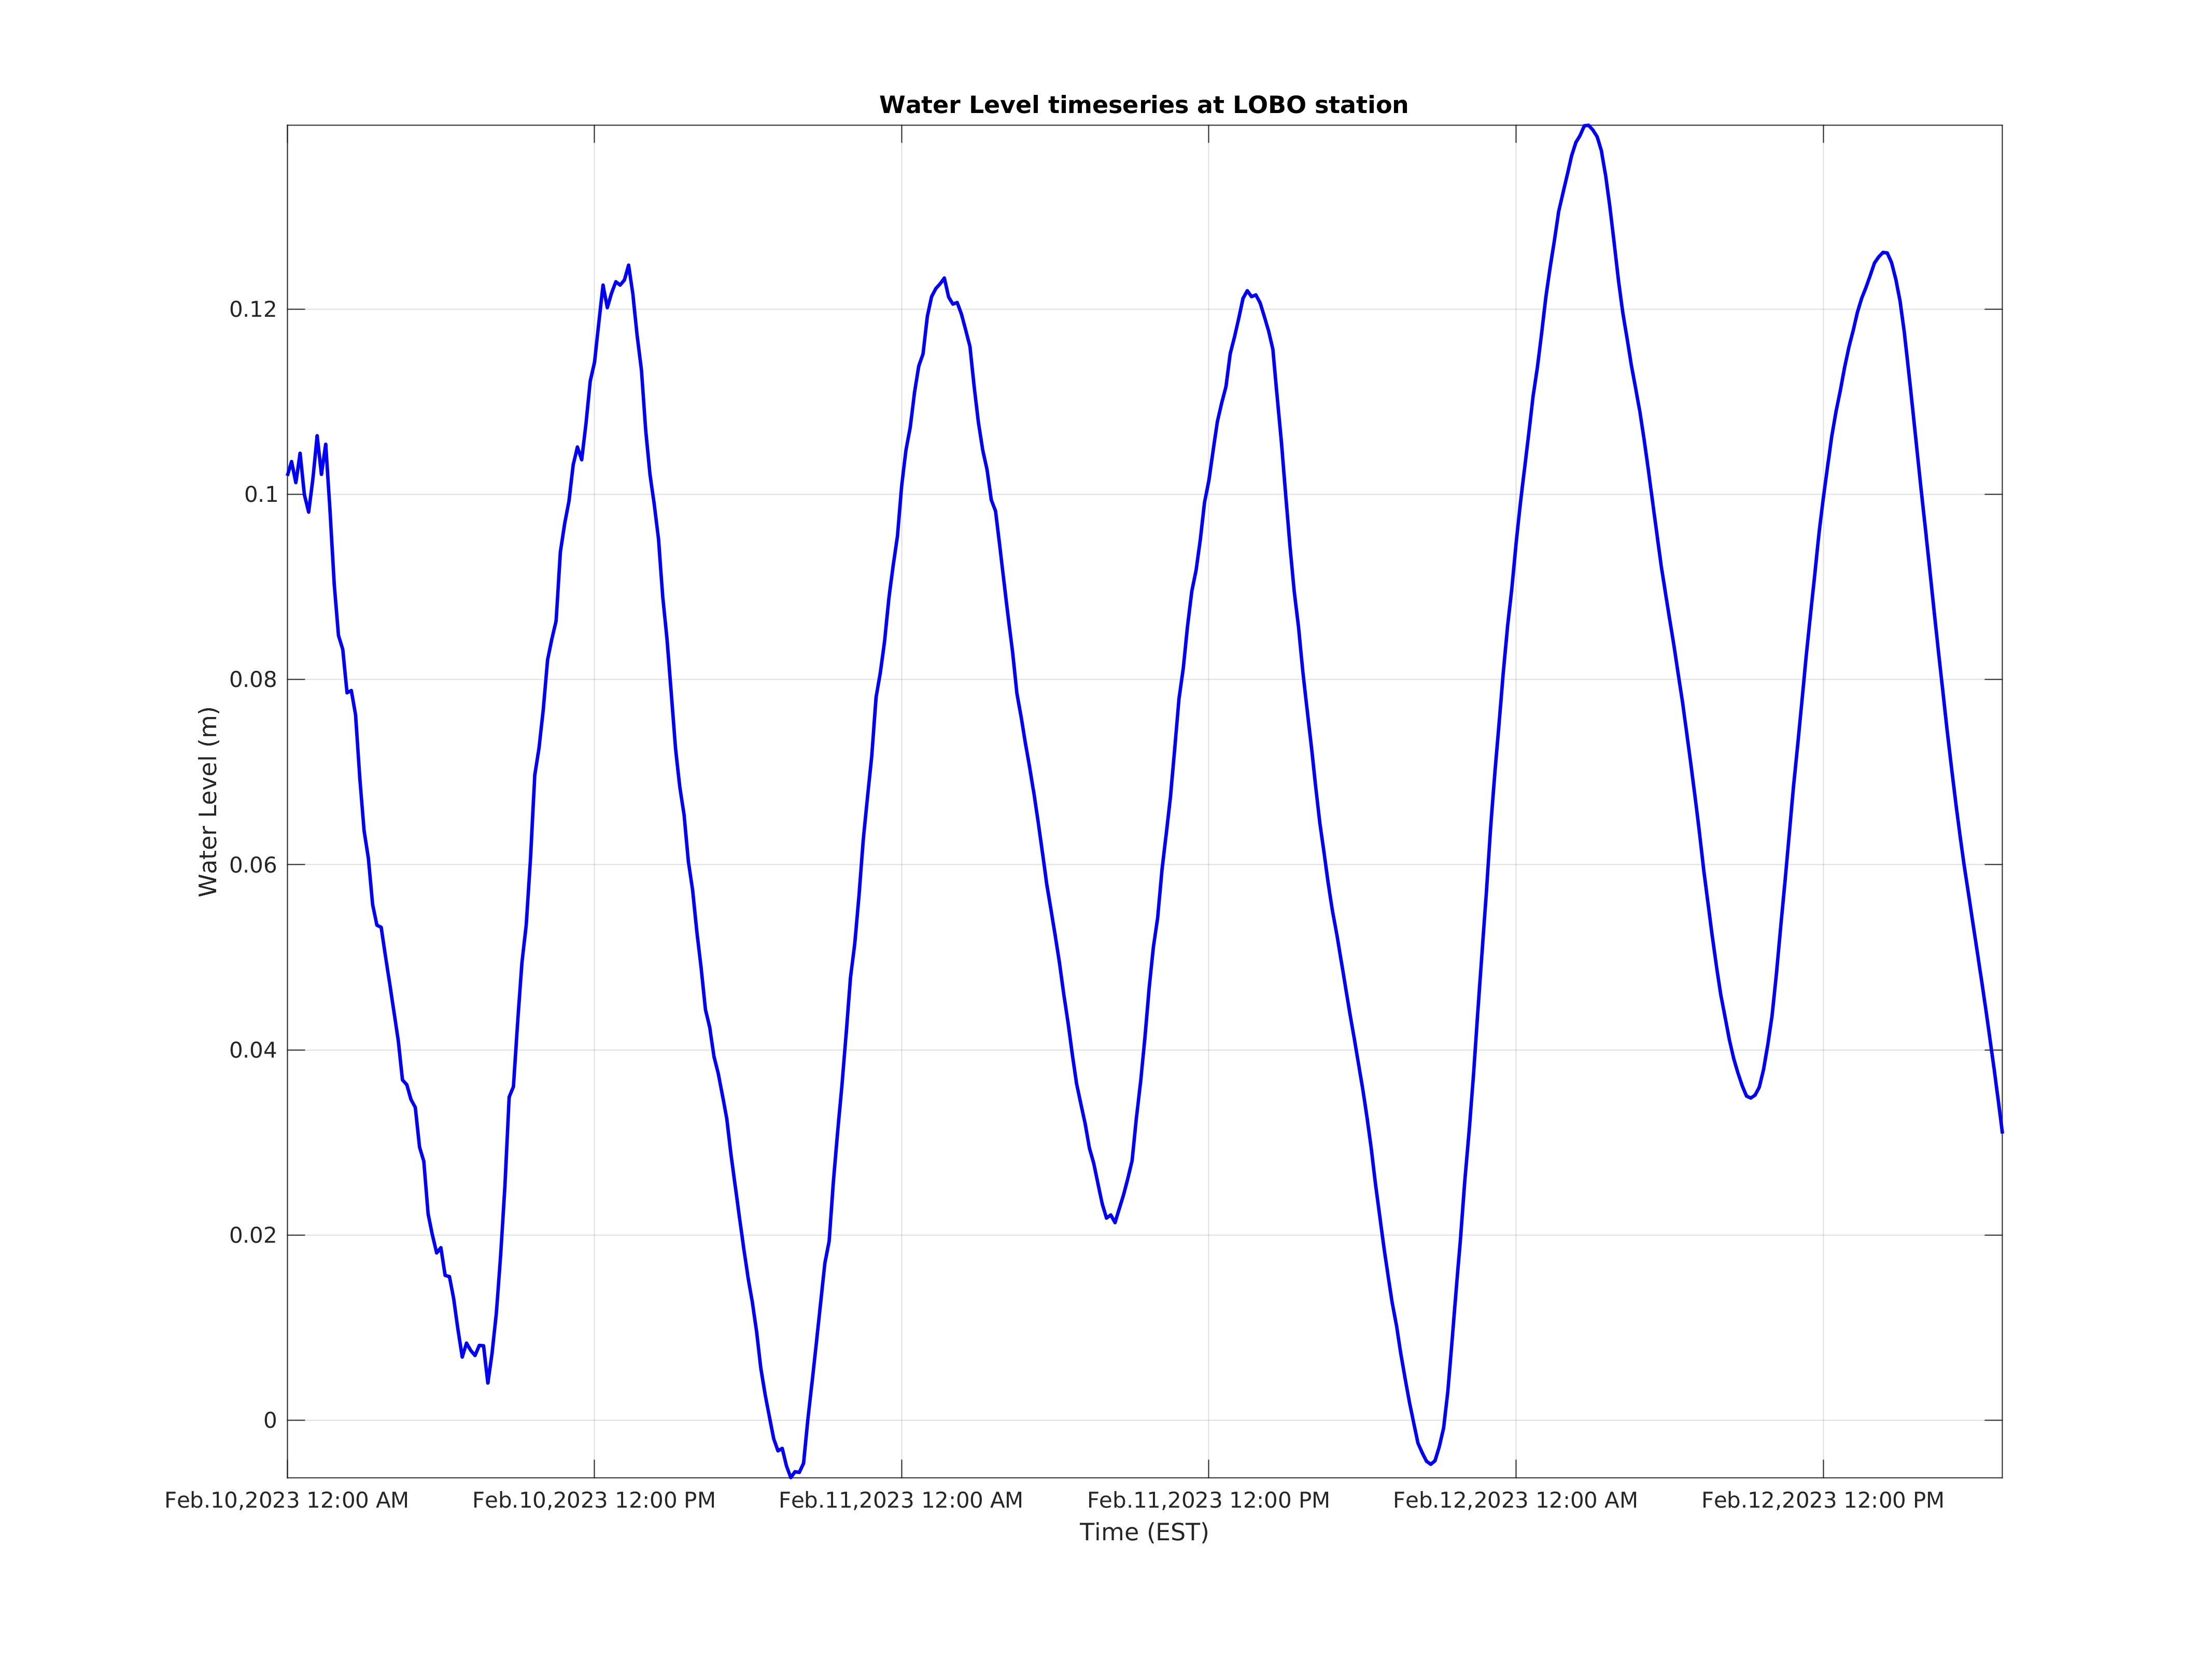 Water Level timeseries at LOBO station
0.12
0.1
0.08
0.06
0.04
0.02
0
Water Level (m)
Feb.10,2023 12:00 AM
Feb.10,2023 12:00 PM
Feb.11,2023 12:00 AM
Feb.11,2023 12:00 PM
Feb.12,2023 12:00 AM
Feb.12,2023 12:00 PM
Time (EST)